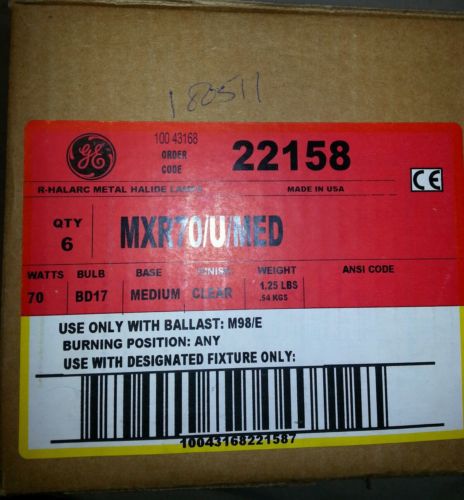 180511
100 43168
ORDER
CODE
22158
GE
R-HALARC METAL HALIDE LAMPS
MADE IN USA
CE
QTY
6
MXR70/U/MED
WATTS BULB BASE FINISH WEIGHT ANSI CODE
70 BD17 MEDIUM CLEAR 1.25 LBS
.54 KGS
USE ONLY WITH BALLAST: M98/E
BURNING POSITION: ANY
USE WITH DESIGNATED FIXTURE ONLY:
10043168221587